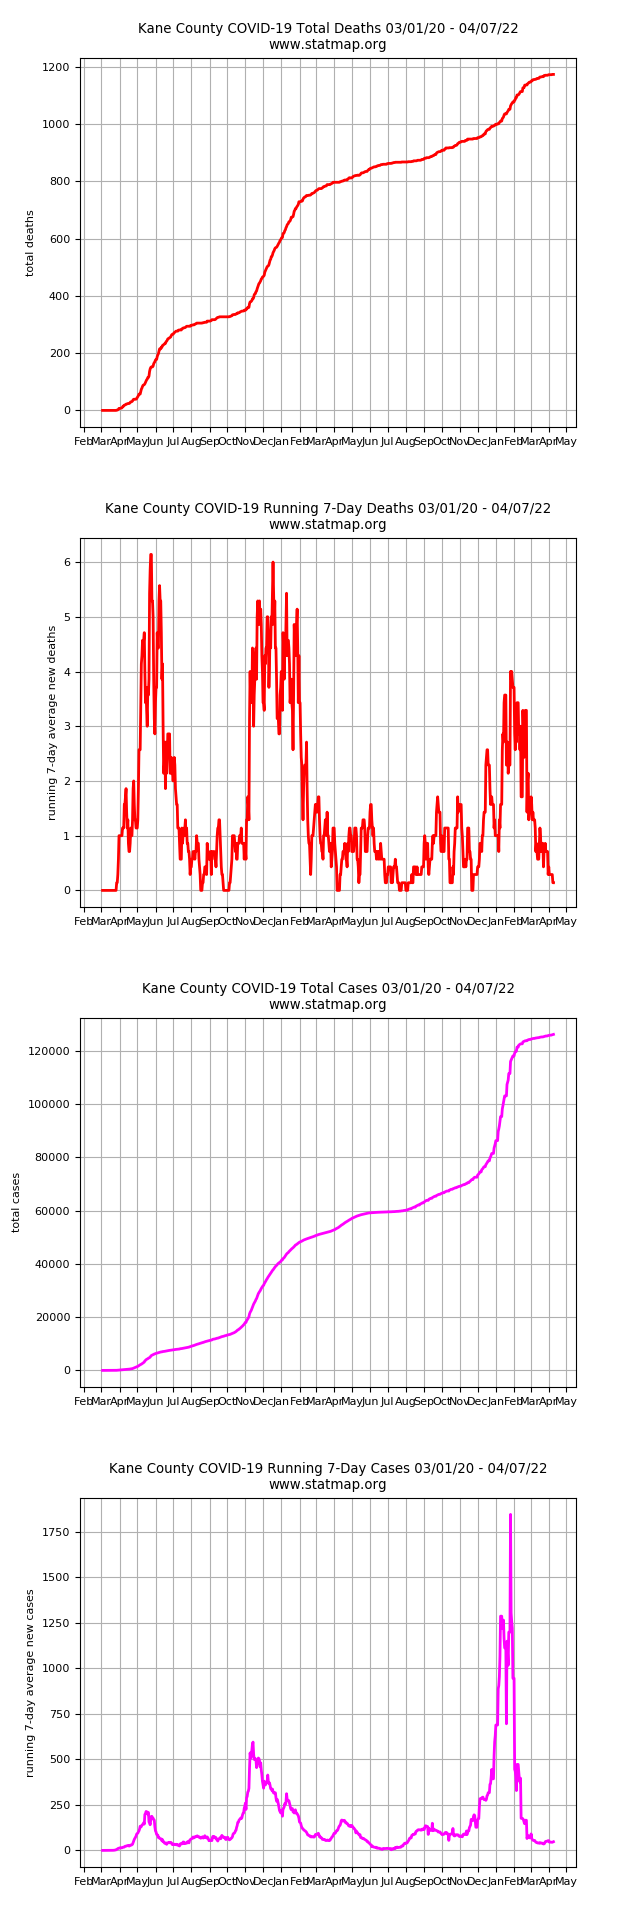 Kane County COVID-19 Total Deaths 03/01/20 - 04/07/22
www.statmap.org
1200
1000
800
600
400
200
0
total deaths
Feb Mar Apr May Jun Jul Aug Sep Oct Nov Dec Jan Feb Mar Apr May Jun Jul Aug Sep Oct Nov Dec Jan Feb Mar Apr May
Kane County COVID-19 Running 7-Day Deaths 03/01/20 - 04/07/22
www.statmap.org
6
5
4
3
2
1
0
running 7-day average new deaths
Feb Mar Apr May Jun Jul Aug Sep Oct Nov Dec Jan Feb Mar Apr May Jun Jul Aug Sep Oct Nov Dec Jan Feb Mar Apr May
Kane County COVID-19 Total Cases 03/01/20 - 04/07/22
www.statmap.org
120000
100000
80000
60000
40000
20000
0
total cases
Feb Mar Apr May Jun Jul Aug Sep Oct Nov Dec Jan Feb Mar Apr May Jun Jul Aug Sep Oct Nov Dec Jan Feb Mar Apr May
Kane County COVID-19 Running 7-Day Cases 03/01/20 - 04/07/22
www.statmap.org
1750
1500
1250
1000
750
500
250
0
running 7-day average new cases
Feb Mar Apr May Jun Jul Aug Sep Oct Nov Dec Jan Feb Mar Apr May Jun Jul Aug Sep Oct Nov Dec Jan Feb Mar Apr May